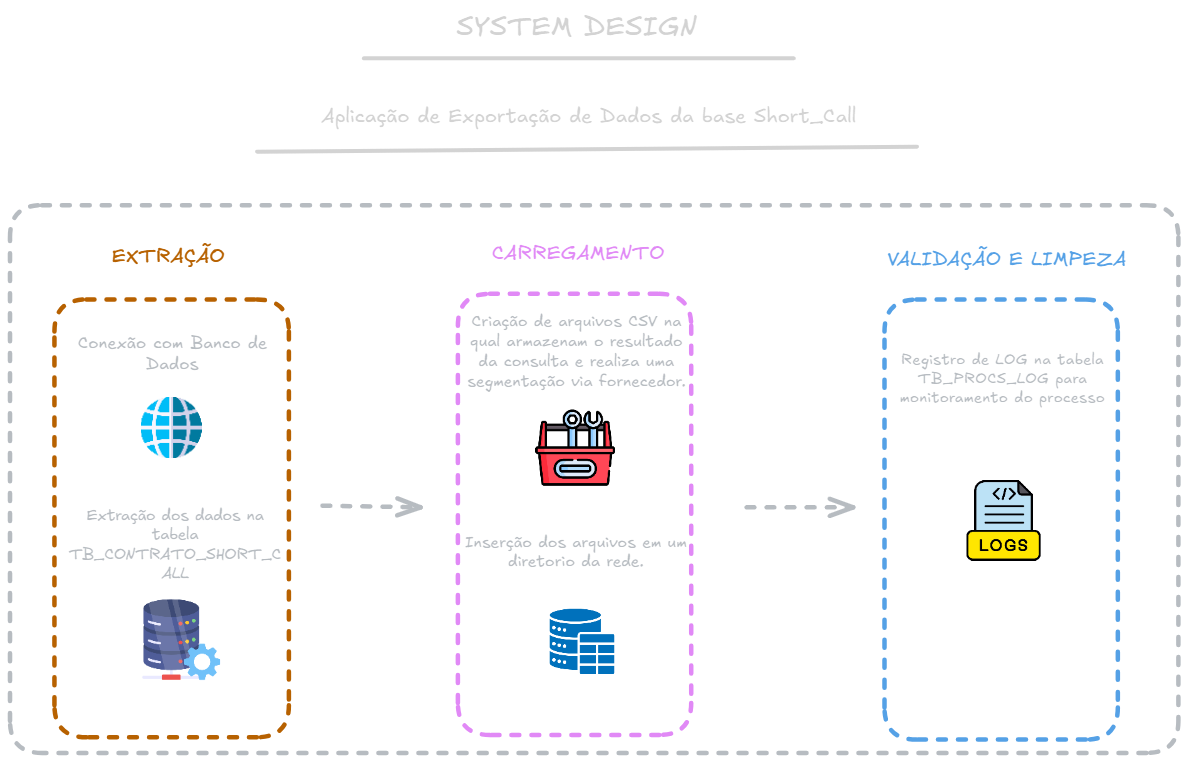 SYSTEM DESIGN
Aplicação de Exportação de Dados da base Short_Call
EXTRAÇÃO
Conexão com Banco de
Dados
Extração dos dados na
tabela
TB_CONTRATO_SHORT_C
ALL
CARREGAMENTO
Criação de arquivos CSV na
qual armazenam o resultado
da consulta e realiza uma
segmentação via fornecedor.
Inserção dos arquivos em um
diretorio da rede.
VALIDAÇÃO E LIMPEZA
Registro de LOG na tabela
TB_PROCS_LOG para
monitoramento do processo
</>
LOGS